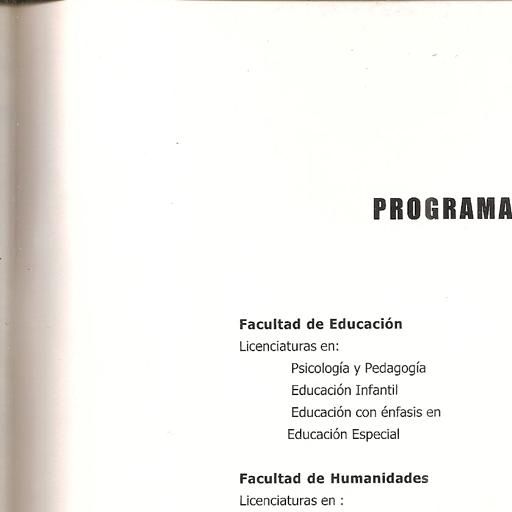 PROGRAMA
Facultad de Educación
Licenciaturas en:
Psicología y Pedagogía
Educación Infantil
Educación con énfasis en
Educación Especial
Facultad de Humanidades
Licenciaturas en :